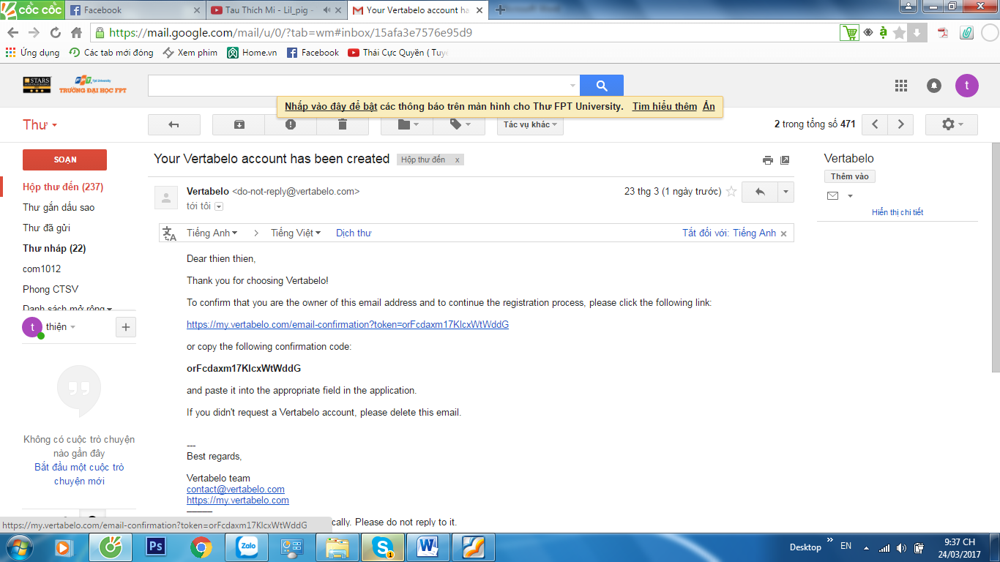 CỐC CỐC
Facebook
Tau Thích Mi - Lil_pig -
Your Vertabelo account ha
https://mail.google.com/mail/u/0/?tab=wm#inbox/15afa3e7576e95d9
Ứng dụng
Các tab mới đóng
Xem phim
Home.vn
Facebook
Thái Cực Quyền ( Tuyệ
STARS
FPT Fpt University
TRƯỜNG ĐẠI HỌC FPT
t
Nhấp vào đây để bật các thông báo trên màn hình cho Thư FPT University. Tìm hiểu thêm Ẩn
Thư
Tác vụ khác
2 trong tổng số 471
SOẠN
Hộp thư đến (237)
Thư gắn dấu sao
Thư đã gửi
Thư nháp (22)
com1012
Phong CTSV
Danh sách mở rộng
t thiện
Không có cuộc trò chuyện
nào gần đây
Bắt đầu một cuộc trò
chuyện mới
Your Vertabelo account has been created Hộp thư đến x
Vertabelo <do-not-reply@vertabelo.com>
23 thg 3 (1 ngày trước)
tới tôi
Tiếng Anh > Tiếng Việt Dịch thư
Tắt đối với: Tiếng Anh x
Dear thien thien,
Thank you for choosing Vertabelo!
To confirm that you are the owner of this email address and to continue the registration process, please click the following link:
https://my.vertabelo.com/email-confirmation?token=orFcdaxm17KlcxWtWddG
or copy the following confirmation code:
orFcdaxm17KlcxWtWddG
and paste it into the appropriate field in the application.
If you didn't request a Vertabelo account, please delete this email.
---
Best regards,
Vertabelo team
contact@vertabelo.com
https://my.vertabelo.com
cally. Please do not reply to it.
Vertabelo
Thêm vào
Hiển thị chi tiết
https://my.vertabelo.com/email-confirmation?token=orFcdaxm17KlcxWtWddG
Ps
Zalo
S
1
W
Desktop
EN
9:37 CH
24/03/2017